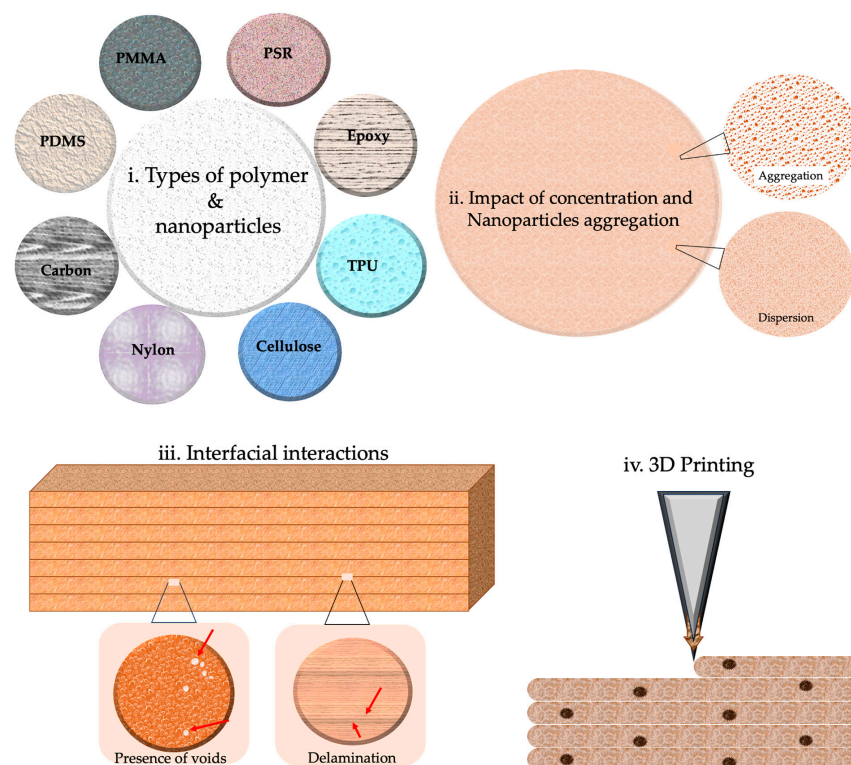 PMMA
PSR
PDMS
Epoxy
i. Types of polymer
&
nanoparticles
Carbon
TPU
Nylon
Cellulose
ii. Impact of concentration and
Nanoparticles aggregation
Aggregation
Dispersion
iii. Interfacial interactions
Presence of voids
Delamination
iv. 3D Printing